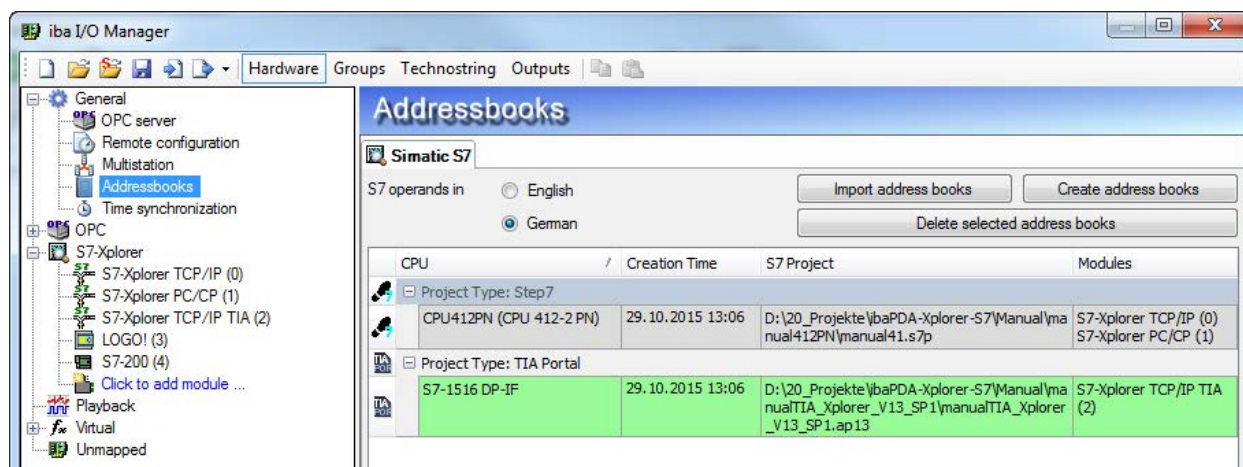 iba I/O Manager
Hardware Groups Technostring Outputs
General
OPC server
Remote configuration
Multistation
Addressbooks
Time synchronization
OPC
S7-Xplorer
S7-Xplorer TCP/IP (0)
S7-Xplorer PC/CP (1)
S7-Xplorer TCP/IP TIA (2)
LOGO! (3)
S7-200 (4)
Click to add module ...
Playback
Virtual
Unmapped
Addressbooks
Simatic S7
S7 operands in English Import address books Create address books
German Delete selected address books
CPU / Creation Time S7 Project Modules
Project Type: Step7
CPU412PN (CPU 412-2 PN) 29.10.2015 13:06 D:\20_Projekte\ibaPDA-Xplorer-S7\Manual\ma S7-Xplorer TCP/IP (0)
nual412PN\manual41.s7p S7-Xplorer PC/CP (1)
Project Type: TIA Portal
S7-1516 DP-IF 29.10.2015 13:06 D:\20_Projekte\ibaPDA-Xplorer-S7\Manual\ma S7-Xplorer TCP/IP TIA
nualTIA_Xplorer_V13_SP1\manualTIA_Xplorer (2)
_V13_SP1.ap13